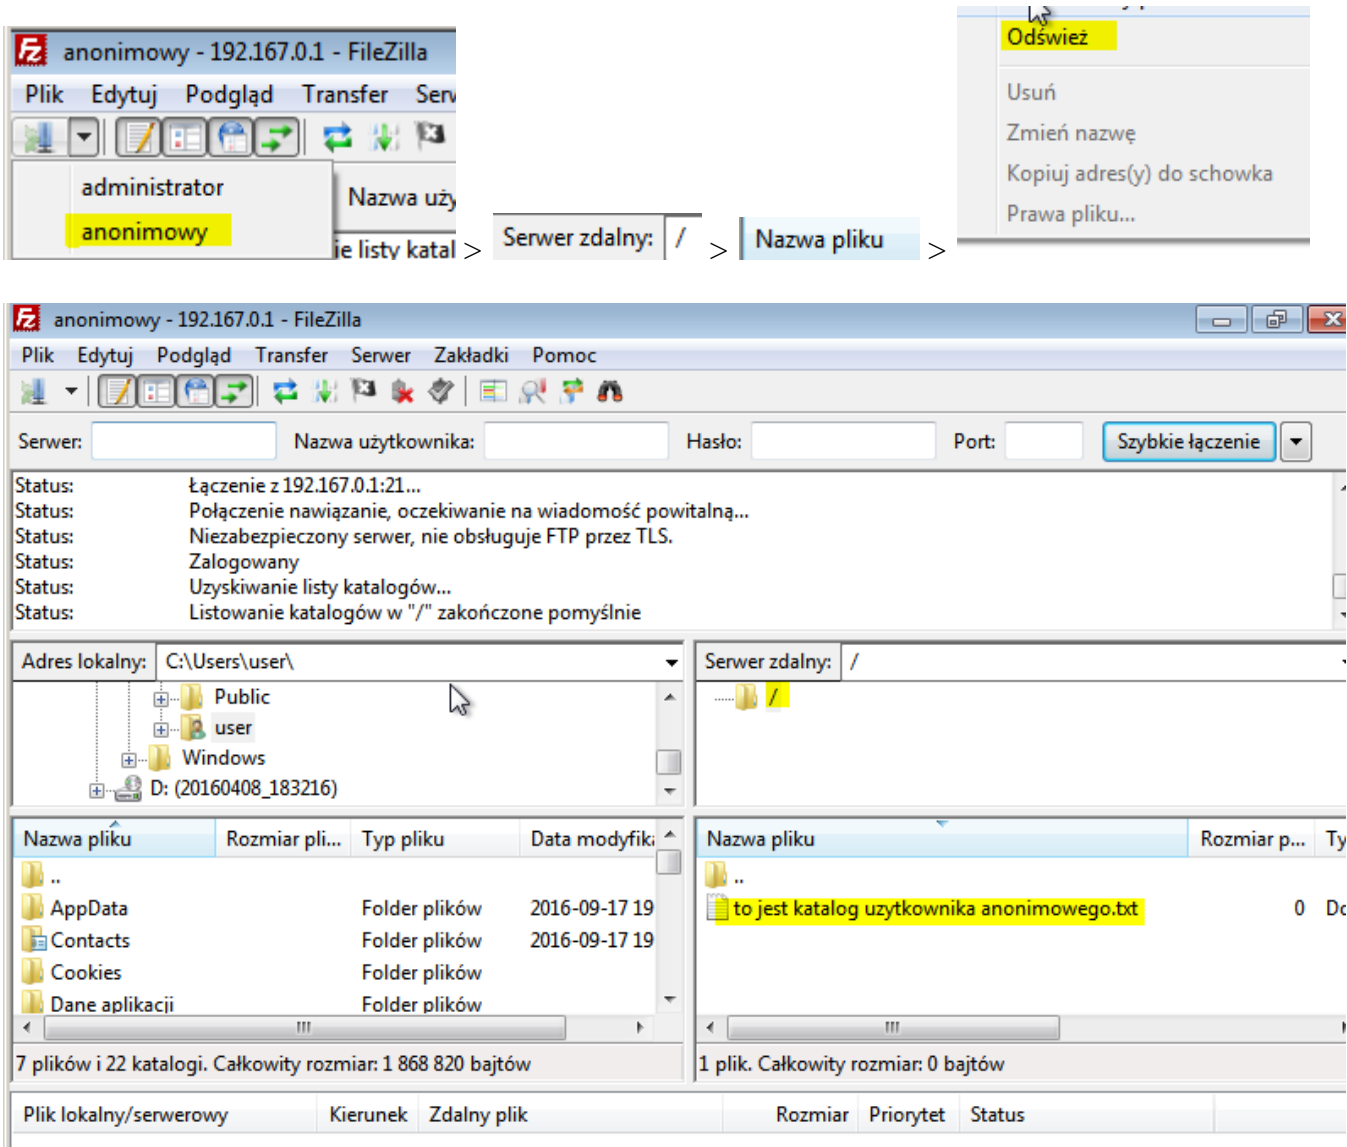 anonimowy - 192.167.0.1 - FileZilla
Plik Edytuj Podgląd Transfer Serw
administrator
anonimowy
Nazwa uży
ie listy katal
>
Serwer zdalny: /
>
Nazwa pliku
>
Odśwież
Usuń
Zmień nazwę
Kopiuj adres(y) do schowka
Prawa pliku...
anonimowy - 192.167.0.1 - FileZilla
Plik Edytuj Podgląd Transfer Serwer Zakładki Pomoc
Serwer: Nazwa użytkownika: Hasło: Port: Szybkie łączenie
Status: Łączenie z 192.167.0.1:21...
Status: Połączenie nawiązanie, oczekiwanie na wiadomość powitalną...
Status: Niezabezpieczony serwer, nie obsługuje FTP przez TLS.
Status: Zalogowany
Status: Uzyskiwanie listy katalogów...
Status: Listowanie katalogów w "/" zakończone pomyślnie
Adres lokalny: C:\Users\user\
Public
user
Windows
D: (20160408_183216)
Serwer zdalny: /
/
Nazwa pliku Rozmiar pli... Typ pliku Data modyfik
..
AppData Folder plików 2016-09-17 19
Contacts Folder plików 2016-09-17 19
Cookies Folder plików
Dane aplikacji Folder plików
7 plików i 22 katalogi. Całkowity rozmiar: 1 868 820 bajtów
Nazwa pliku Rozmiar p... Ty
..
to jest katalog uzytkownika anonimowego.txt 0 Do
1 plik. Całkowity rozmiar: 0 bajtów
Plik lokalny/serwerowy Kierunek Zdalny plik Rozmiar Priorytet Status